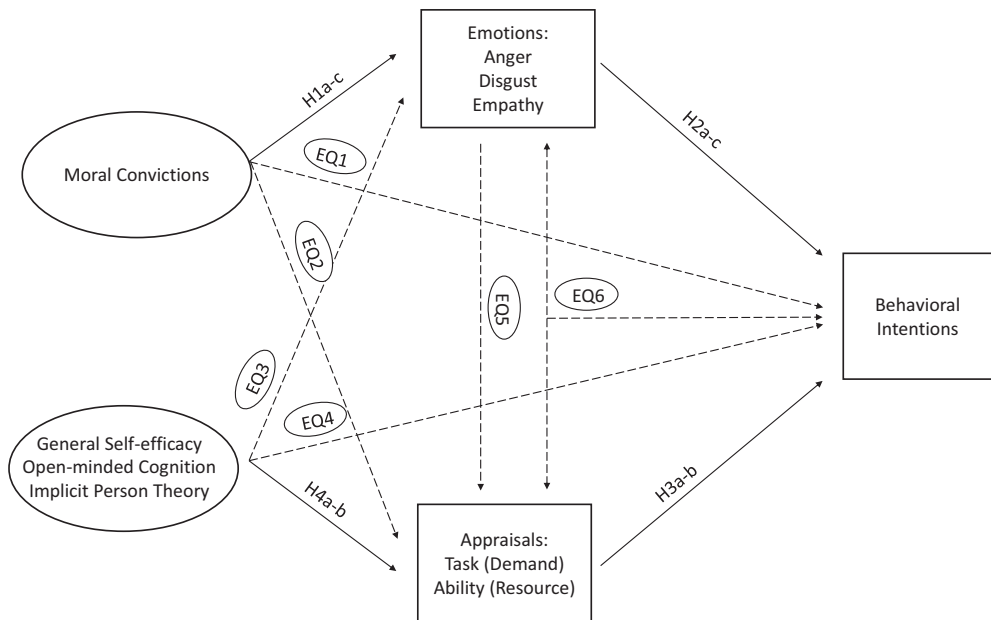 Emotions:
Anger
Disgust
Empathy
H1a-c
H2a-c
EQ1
Moral Convictions
EQ2
EQ5
EQ6
Behavioral
Intentions
EQ3
EQ4
General Self-efficacy
Open-minded Cognition
Implicit Person Theory
H4a-b
H3a-b
Appraisals:
Task (Demand)
Ability (Resource)